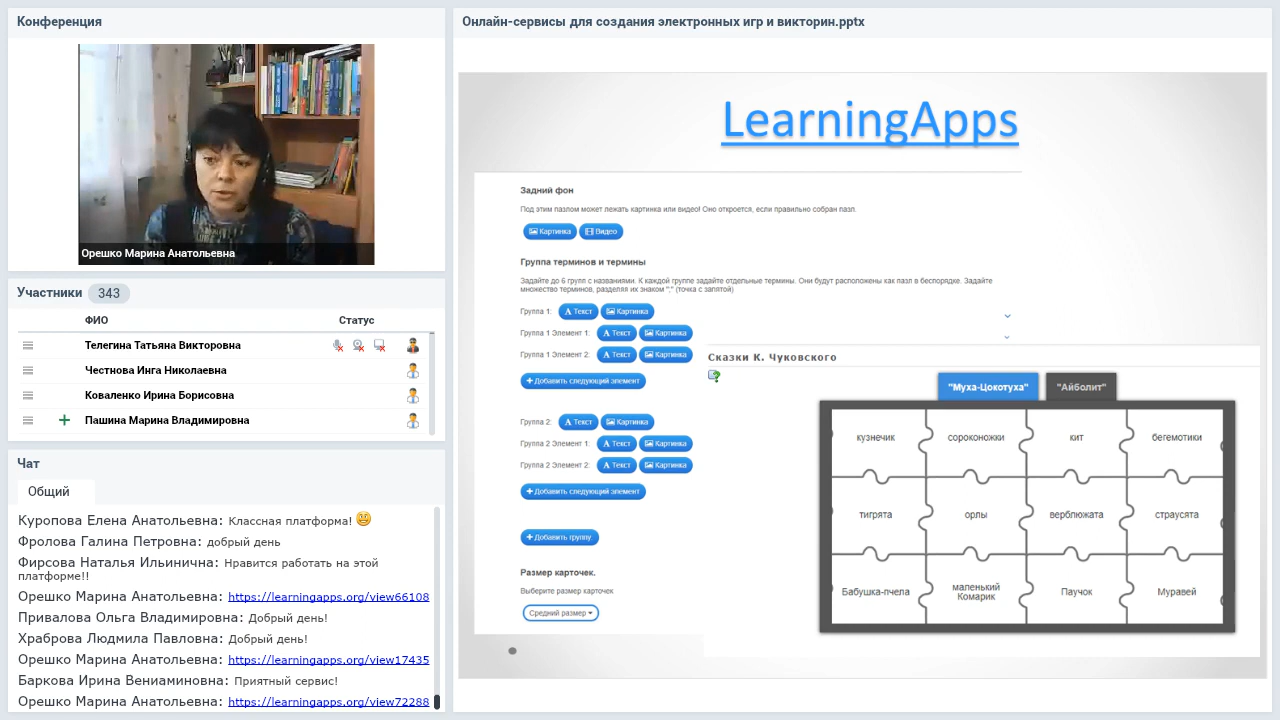 Конференция
Орешко Марина Анатольевна
Участники 343
ФИО Статус
Телегина Татьяна Викторовна
Честнова Инга Николаевна
Коваленко Ирина Борисовна
Пашина Марина Владимировна
Чат
Общий
Куропова Елена Анатольевна: Классная платформа!
Фролова Галина Петровна: добрый день
Фирсова Наталья Ильинична: Нравится работать на этой
платформе!!
Орешко Марина Анатольевна: https://learningapps.org/view66108
Привалова Ольга Владимировна: Добрый день!
Храброва Людмила Павловна: Добрый день!
Орешко Марина Анатольевна: https://learningapps.org/view17435
Баркова Ирина Вениаминовна: Приятный сервис!
Орешко Марина Анатольевна: https://learningapps.org/view72288
Онлайн-сервисы для создания электронных игр и викторин.pptx
LearningApps
Задний фон
Под этим пазлом может лежать картинка или видео! Оно откроется, если правильно собран пазл.
Картинка Видео
Группа терминов и термины
Задайте до 6 групп с названиями. К каждой группе задайте отдельные термины. Они будут расположены как пазл в беспорядке. Задайте
множество терминов, разделяя их знаком ";" (точка с запятой)
Группа 1: Текст Картинка
Группа 1 Элемент 1: Текст Картинка
Группа 1 Элемент 2: Текст Картинка
Добавить следующий элемент
Группа 2: Текст Картинка
Группа 2 Элемент 1: Текст Картинка
Группа 2 Элемент 2: Текст Картинка
Добавить следующий элемент
Добавить группу
Размер карточек.
Выберите размер карточек
Средний размер
Сказки К. Чуковского
"Муха-Цокотуха" "Айболит"
кузнечик сороконожки кит бегемотики
тигрята орлы верблюжата страусята
Бабушка-пчела маленький Комарик Паучок Муравей